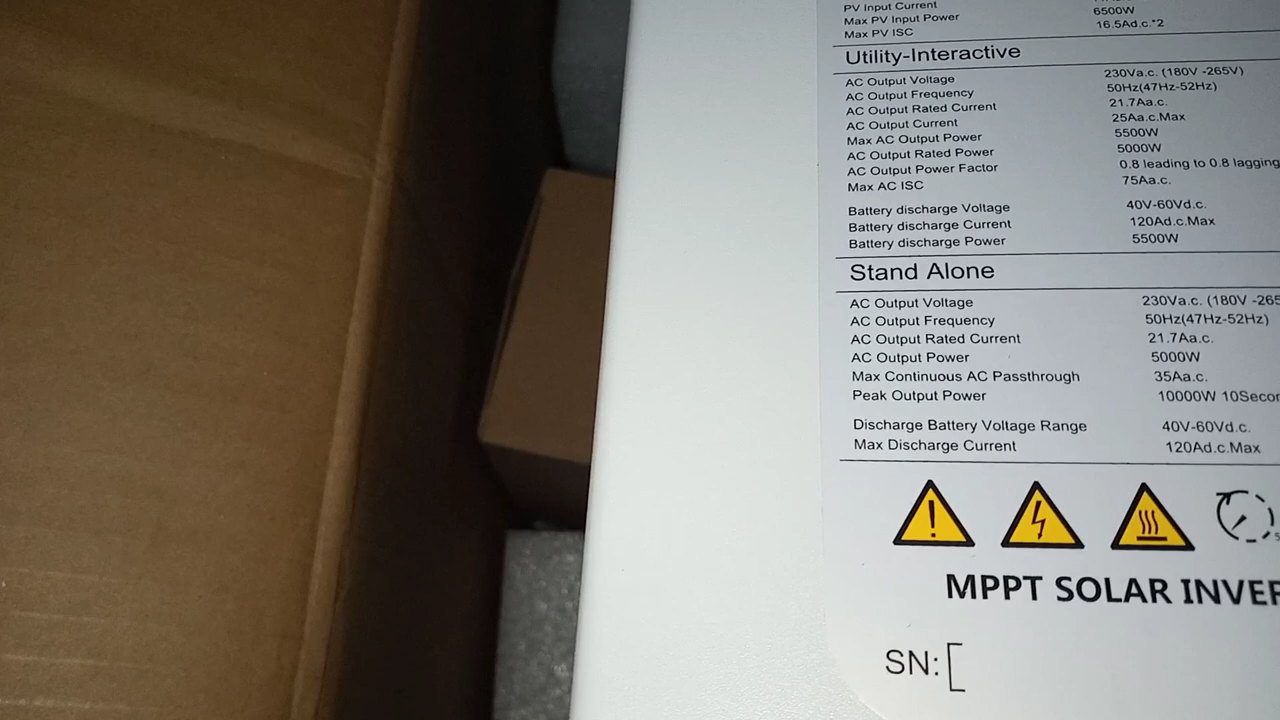 PV Input Current
Max PV Input Power 6500W
Max PV ISC 16.5Ad.c.*2
Utility-Interactive
AC Output Voltage 230Va.c. (180V -265V)
AC Output Frequency 50Hz(47Hz-52Hz)
AC Output Rated Current 21.7Aa.c.
AC Output Current 25Aa.c.Max
Max AC Output Power 5500W
AC Output Rated Power 5000W
AC Output Power Factor 0.8 leading to 0.8 lagging
Max AC ISC 75Aa.c.
Battery discharge Voltage 40V-60Vd.c.
Battery discharge Current 120Ad.c.Max
Battery discharge Power 5500W
Stand Alone
AC Output Voltage 230Va.c. (180V -265
AC Output Frequency 50Hz(47Hz-52Hz)
AC Output Rated Current 21.7Aa.c.
AC Output Power 5000W
Max Continuous AC Passthrough 35Aa.c.
Peak Output Power 10000W 10Secon
Discharge Battery Voltage Range 40V-60Vd.c.
Max Discharge Current 120Ad.c.Max
MPPT SOLAR INVER
SN:[